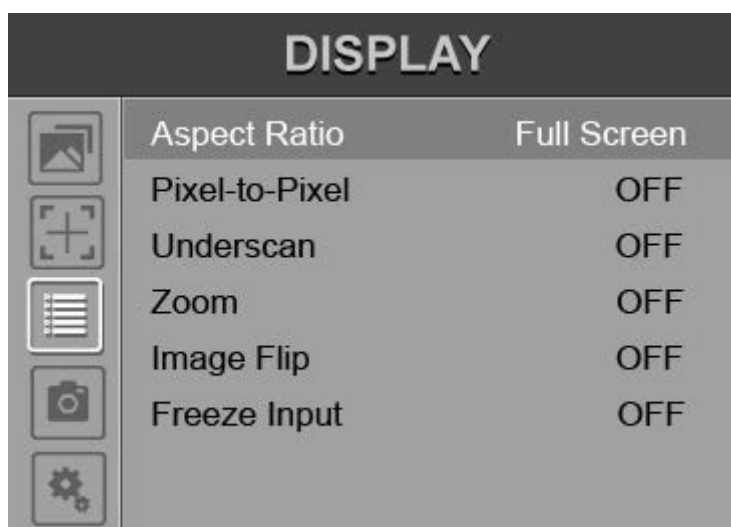 DISPLAY
Aspect Ratio Full Screen
Pixel-to-Pixel OFF
Underscan OFF
Zoom OFF
Image Flip OFF
Freeze Input OFF